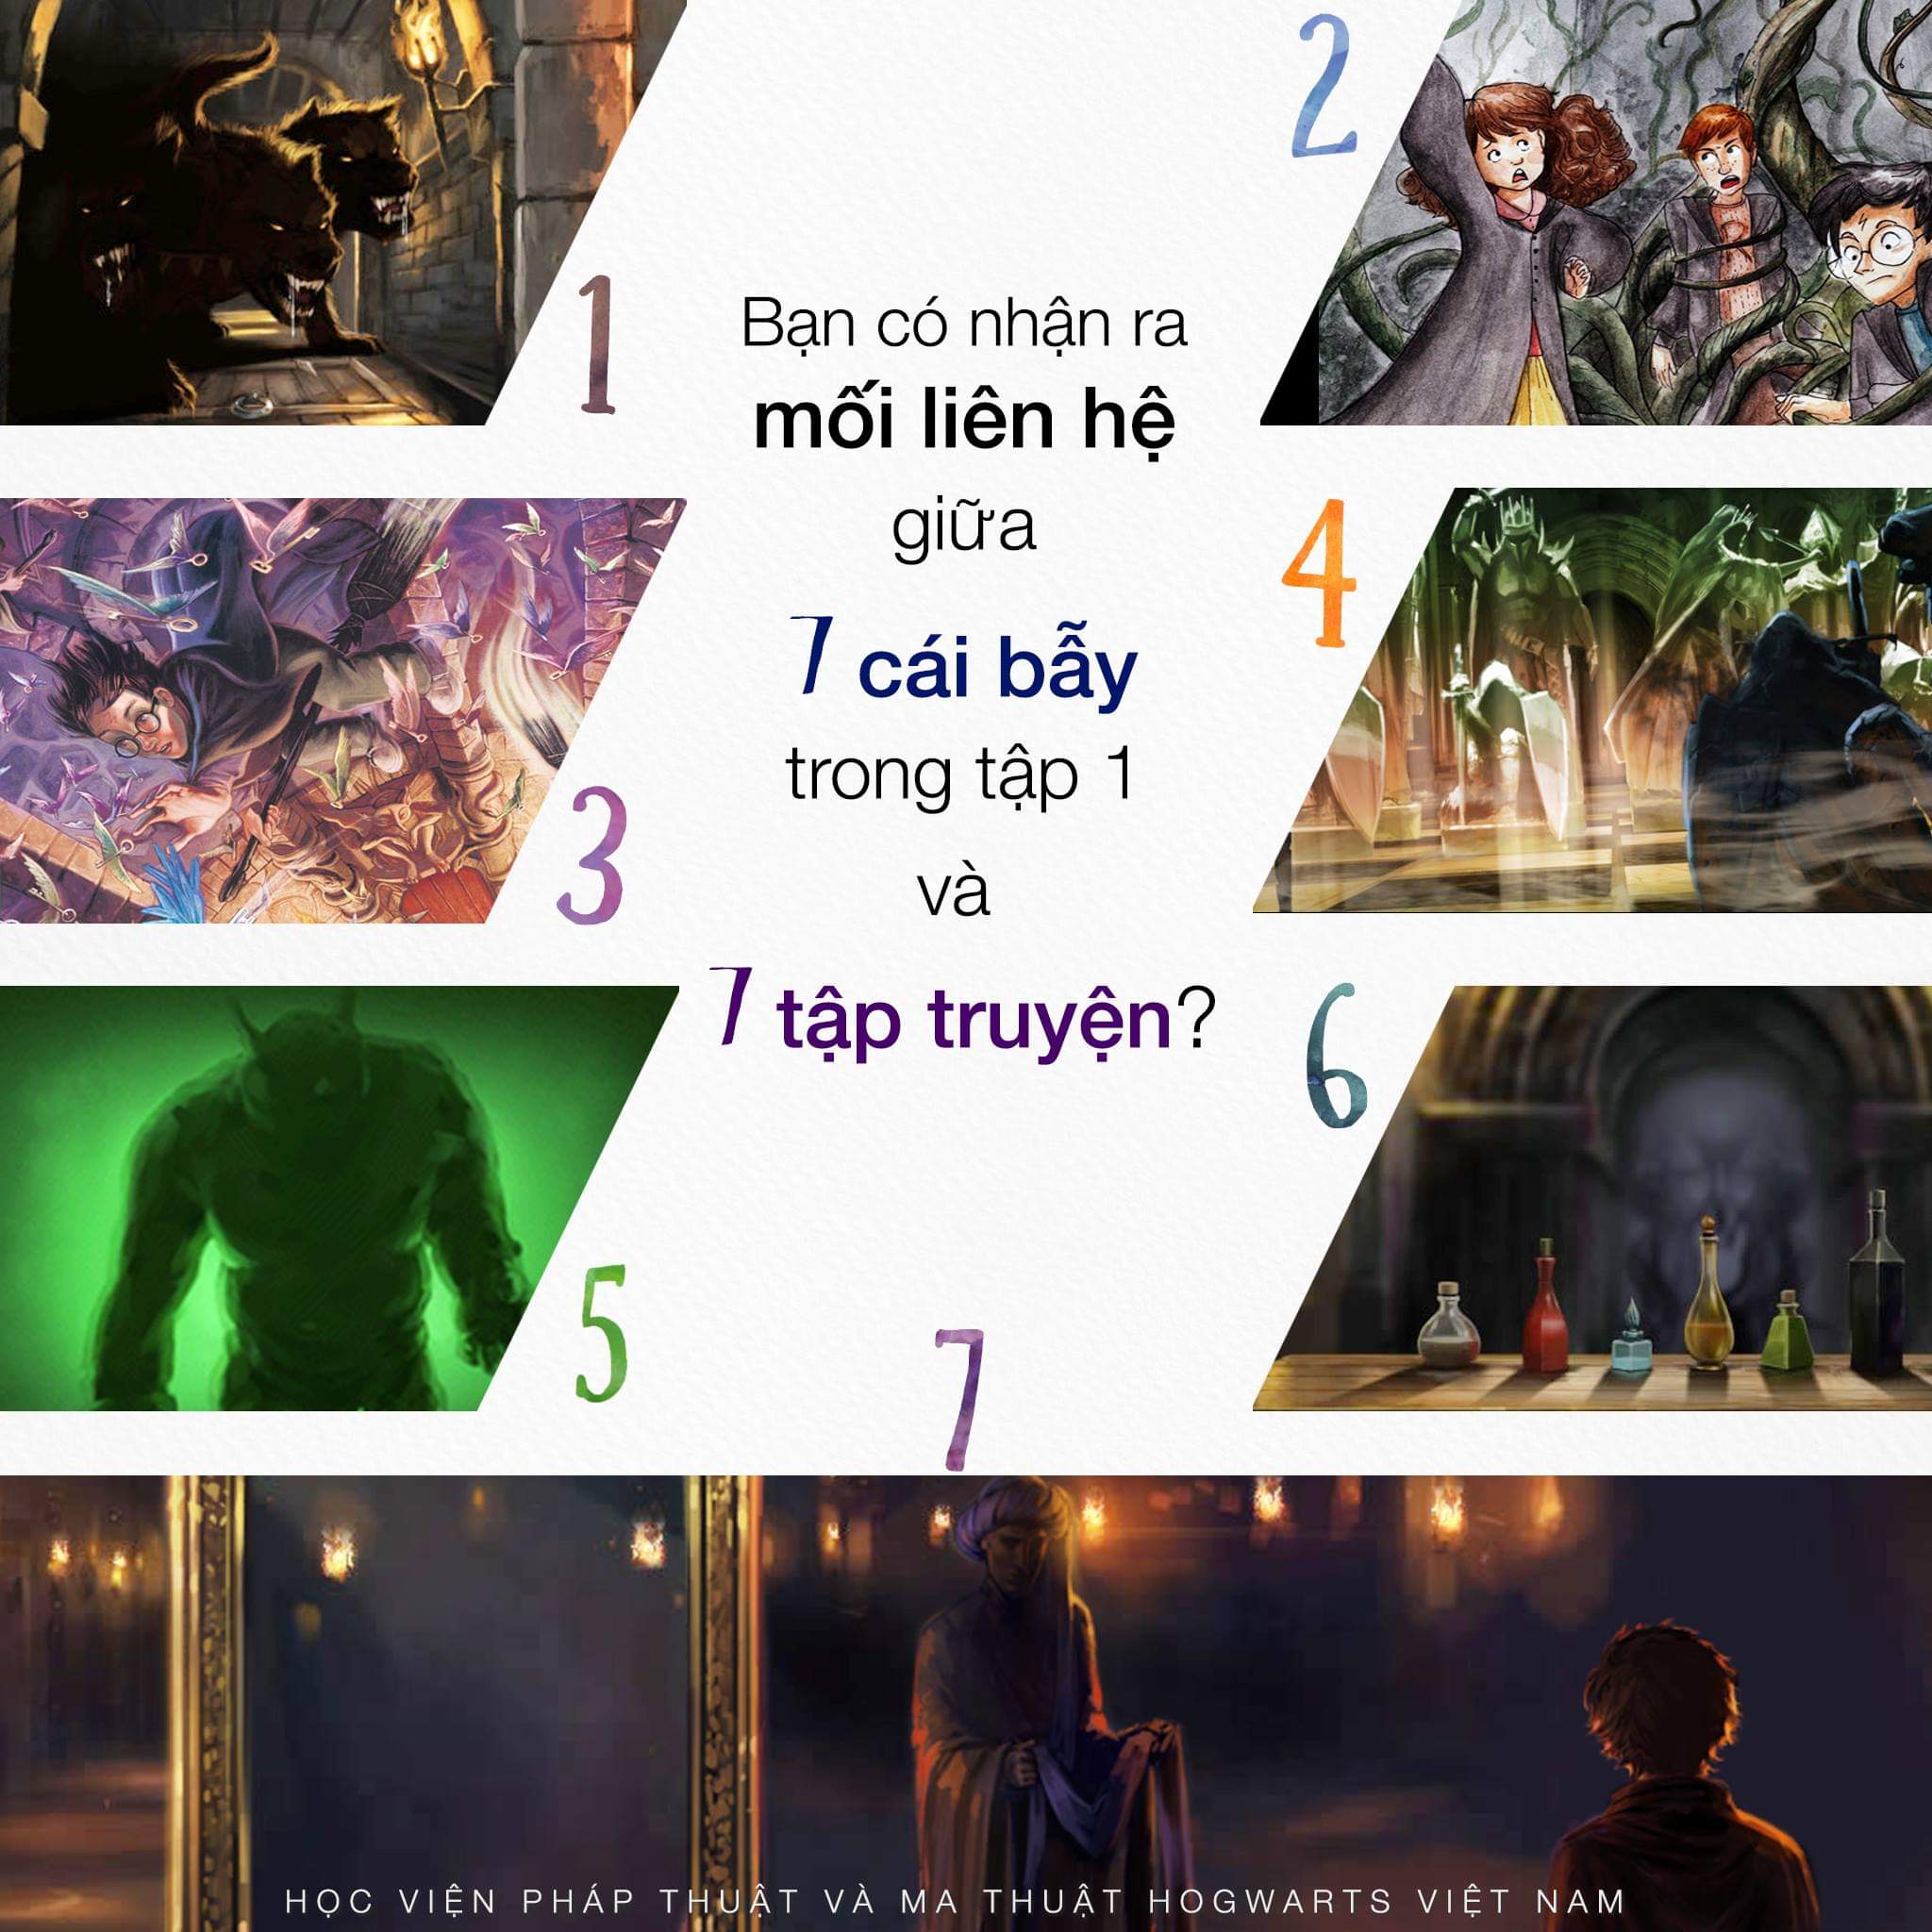 1
2
Bạn có nhận ra
mối liên hệ
giữa
7 cái bẫy
trong tập 1
và
7 tập truyện?
3
4
5
6
7
HỌC VIỆN PHÁP THUẬT VÀ MA THUẬT HOGWARTS VIỆT NAM